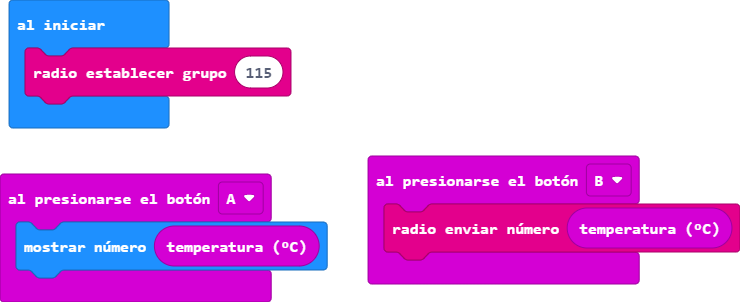 al iniciar
radio establecer grupo 115
al presionarse el botón A
mostrar número temperatura (ºC)
al presionarse el botón B
radio enviar número temperatura (ºC)